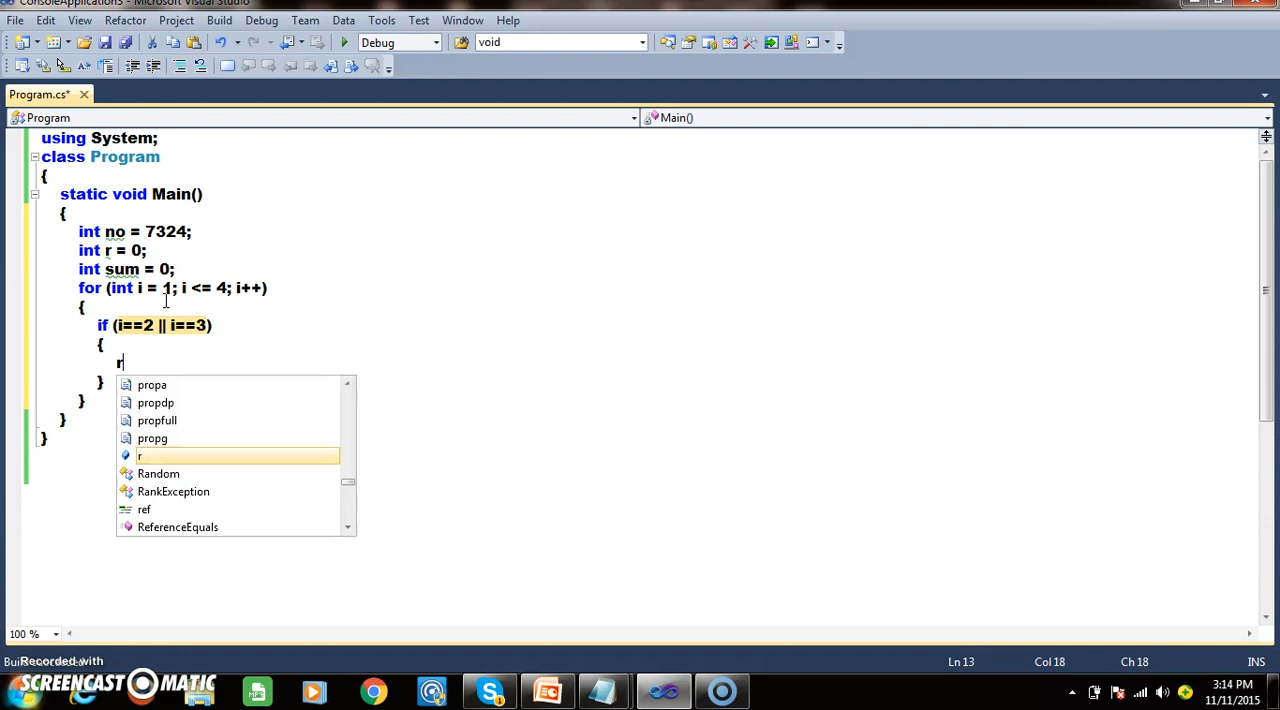 ConsoleApplication5 - Microsoft Visual Studio
File Edit View Refactor Project Build Debug Team Data Tools Test Window Help
Debug void
Program.cs*
Program Main()
using System;
class Program
{
static void Main()
{
int no = 7324;
int r = 0;
int sum = 0;
for (int i = 1; i <= 4; i++)
{
if (i==2 || i==3)
{
r
}
}
}
}
propa
propdp
propfull
propg
r
Random
RankException
ref
ReferenceEquals
100 %
Ln 13 Col 18 Ch 18 INS
Recorded with
SCREENCAST MATIC
3:14 PM
11/11/2015